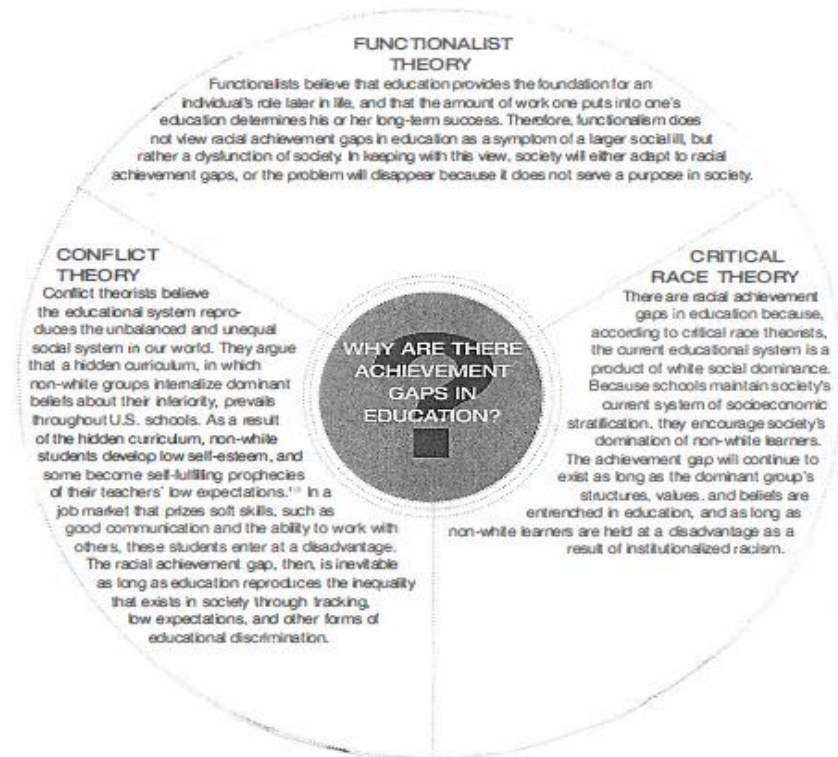 FUNCTIONALIST
THEORY
Functionalists believe that education provides the foundation for an
individual's role later in life, and that the amount of work one puts into one's
education determines his or her long-term success. Therefore, functionalism does
not view racial achievement gaps in education as a symptom of a larger social ill, but
rather a dysfunction of society. In keeping with this view, society will either adapt to racial
achievement gaps, or the problem will disappear because it does not serve a purpose in society.
CONFLICT
THEORY
Conflict theorists believe
the educational system repro-
duces the unbalanced and unequal
social system in our world. They argue
that a hidden curriculum, in which
non-white groups internalize dominant
beliefs about their inferiority, prevails
throughout U.S. schools. As a result
of the hidden curriculum, non-white
students develop low self-esteem, and
some become self-fulfilling prophecies
of their teachers' low expectations. In a
job market that prizes soft skills, such as
good communication and the ability to work with
others, these students enter at a disadvantage.
The racial achievement gap, then, is inevitable
as long as education reproduces the inequality
that exists in society through tracking,
low expectations, and other forms of
educational discrimination.
WHY ARE THERE
ACHIEVEMENT
GAPS IN
EDUCATION?
CRITICAL
RACE THEORY
There are racial achievement
gaps in education because,
according to critical race theorists,
the current educational system is a
product of white social dominance.
Because schools maintain society's
current system of socioeconomic
stratification, they encourage society's
domination of non-white learners.
The achievement gap will continue to
exist as long as the dominant group's
structures, values, and beliefs are
entrenched in education, and as long as
non-white learners are held at a disadvantage as a
result of institutionalized racism.